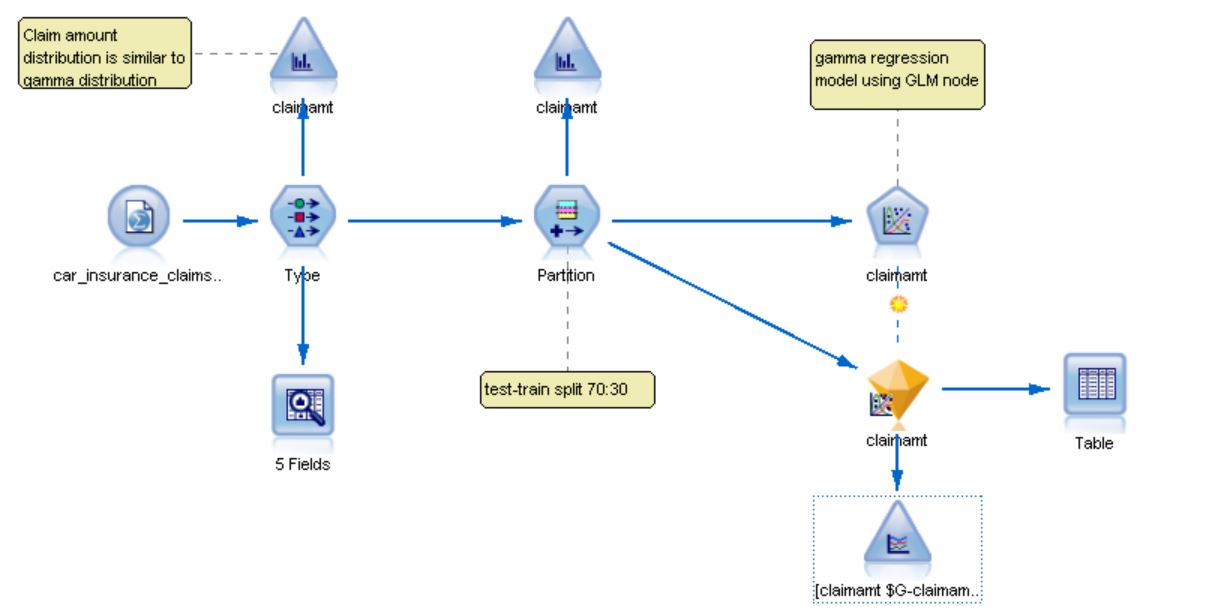 Claim amount
distribution is similar to
gamma distribution
claimamt
claimamt
gamma regression
model using GLM node
car_insurance_claims..
Type
Partition
claimamt
test-train split 70:30
5 Fields
claimamt
Table
[claimamt $G-claimam..